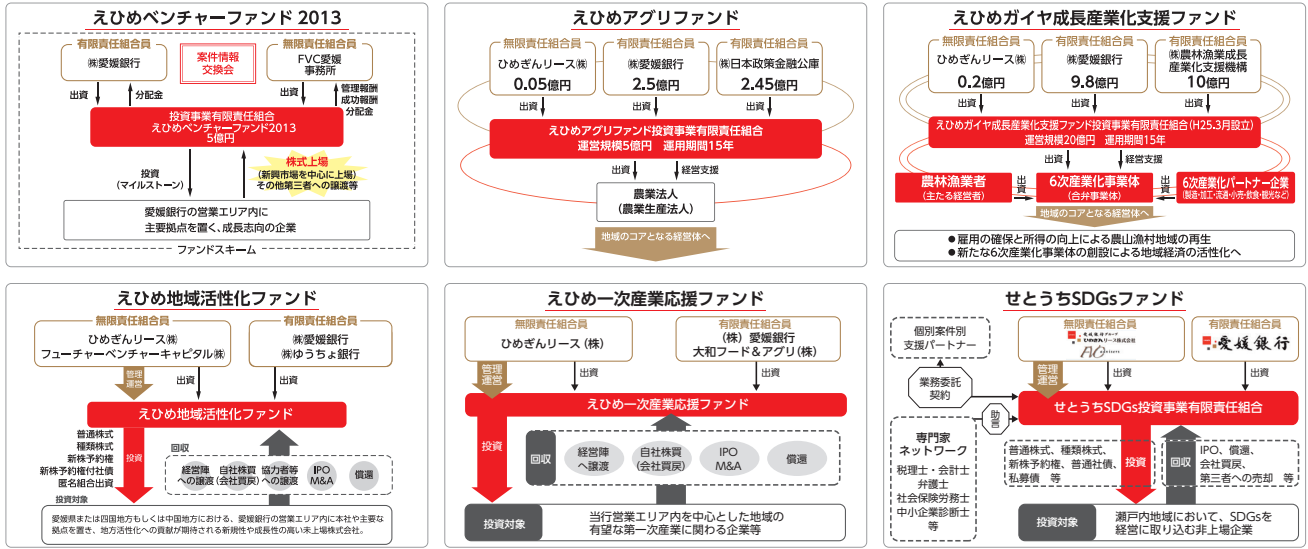 えひめベンチャーファンド 2013
有限責任組合員
㈱愛媛銀行
案件情報
交換会
無限責任組合員
FVC愛媛
事務所
出資
分配金
出資
管理報酬
成功報酬
分配金
投資事業有限責任組合
えひめベンチャーファンド2013
5億円
投資
(マイルストーン)
株式上場
(新興市場を中心に上場)
その他第三者への譲渡等
愛媛銀行の営業エリア内に
主要拠点を置く、成長志向の企業
ファンドスキーム
えひめアグリファンド
無限責任組合員
ひめぎんリース㈱
0.05億円
有限責任組合員
㈱愛媛銀行
2.5億円
有限責任組合員
㈱日本政策金融公庫
2.45億円
出資
出資
出資
えひめアグリファンド投資事業有限責任組合
運営規模5億円 運用期間15年
出資
経営支援
農業法人
(農業生産法人)
地域のコアとなる経営体へ
えひめガイヤ成長産業化支援ファンド
無限責任組合員
ひめぎんリース㈱
0.2億円
有限責任組合員
㈱愛媛銀行
9.8億円
有限責任組合員
㈱農林漁業成長
産業化支援機構
10億円
出資
出資
出資
えひめガイヤ成長産業化支援ファンド投資事業有限責任組合(H25.3月設立)
運営規模20億円 運用期間15年
出資
経営支援
農林漁業者
(主たる経営者)
出資
6次産業化事業体
(合弁事業体)
出資
6次産業化パートナー企業
(製造・加工・流通・小売・飲食・観光など)
地域のコアとなる経営体へ
●雇用の確保と所得の向上による農山漁村地域の再生
●新たな6次産業化事業体の創設による地域経済の活性化へ
えひめ地域活性化ファンド
無限責任組合員
ひめぎんリース㈱
フューチャーベンチャーキャピタル㈱
有限責任組合員
㈱愛媛銀行
㈱ゆうちょ銀行
管理
運営
出資
出資
えひめ地域活性化ファンド
普通株式
種類株式
新株予約権
新株予約権付社債
匿名組合出資
投資
回収
経営陣
への譲渡
自社株買
(会社買戻)
協力者等
への譲渡
IPO
M&A
償還
投資対象
愛媛県または四国地方もしくは中国地方における、愛媛銀行の営業エリア内に本社や主要な
拠点を置き、地方活性化への貢献が期待される新規性や成長性の高い未上場株式会社。
えひめ一次産業応援ファンド
無限責任組合員
ひめぎんリース(株)
有限責任組合員
(株)愛媛銀行
大和フード&アグリ(株)
管理
運営
出資
出資
えひめ一次産業応援ファンド
投資
回収
経営陣
へ譲渡
自社株買
(会社買戻)
IPO
M&A
償還
投資対象
当行営業エリア内を中心とした地域の
有望な第一次産業に関わる企業等
せとうちSDGsファンド
個別案件別
支援パートナー
無限責任組合員
愛媛銀行グループ
ひめぎんリース株式会社
有限責任組合員
愛媛銀行
業務委託
契約
管理
運営
出資
出資
助言
せとうちSDGs投資事業有限責任組合
専門家
ネットワーク
税理士・会計士
弁護士
社会保険労務士
中小企業診断士
等
普通株式、種類株式、
新株予約権、普通社債、
私募債 等
投資
回収
IPO、償還、
会社買戻、
第三者への売却 等
投資対象
瀬戸内地域において、SDGsを
経営に取り込む非上場企業